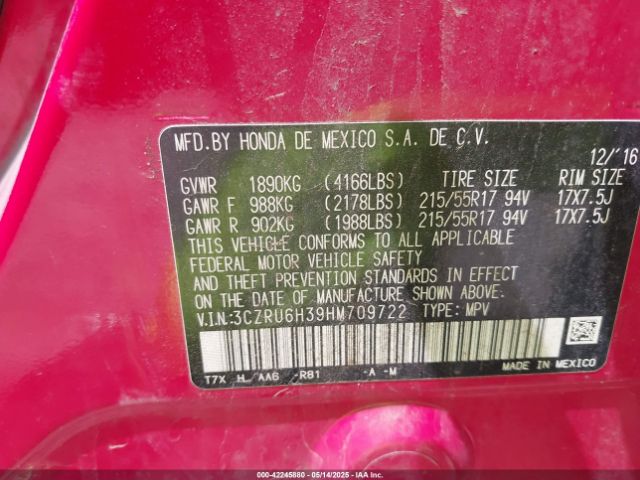 MFD.BY HONDA DE MEXICO S.A. DE C.V.
12/'16
GVWR 1890KG (4166LBS) TIRE SIZE RIM SIZE
GAWR F 988KG (2178LBS) 215/55R17 94V 17X7.5J
GAWR R 902KG (1988LBS) 215/55R17 94V 17X7.5J
THIS VEHICLE CONFORMS TO ALL APPLICABLE
FEDERAL MOTOR VEHICLE SAFETY
AND THEFT PREVENTION STANDARDS IN EFFECT
ON THE DATE OF MANUFACTURE SHOWN ABOVE.
V.I.N.:3CZRU6H39HM709722 TYPE: MPV
T7X H AA6 -R81 -A -M
MADE IN MEXICO
000-42245880 05/14/2025 IAA, INC.